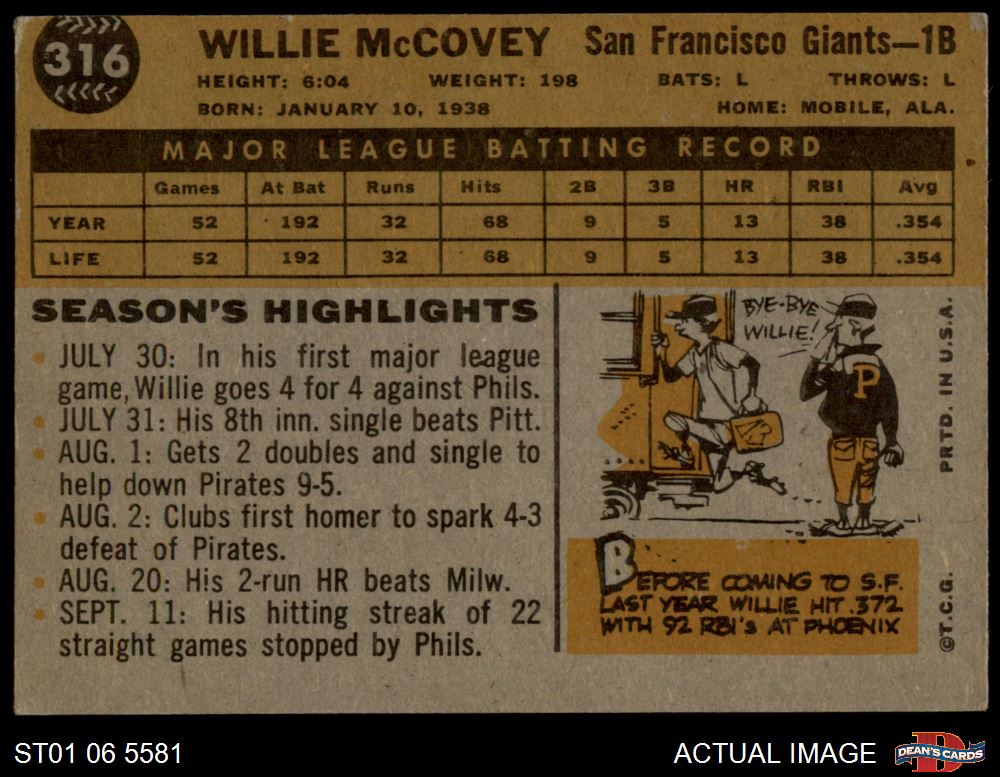 316
WILLIE McCOVEY San Francisco Giants—1B
HEIGHT: 6:04 WEIGHT: 198 BATS: L THROWS: L
BORN: JANUARY 10, 1938 HOME: MOBILE, ALA.
MAJOR LEAGUE BATTING RECORD
Games At Bat Runs Hits 2B 3B HR RBI Avg
YEAR 52 192 32 68 9 5 13 38 .354
LIFE 52 192 32 68 9 5 13 38 .354
SEASON'S HIGHLIGHTS
• JULY 30: In his first major league
game, Willie goes 4 for 4 against Phils.
• JULY 31: His 8th inn. single beats Pitt.
• AUG. 1: Gets 2 doubles and single to
help down Pirates 9-5.
• AUG. 2: Clubs first homer to spark 4-3
defeat of Pirates.
• AUG. 20: His 2-run HR beats Milw.
• SEPT. 11: His hitting streak of 22
straight games stopped by Phils.
BYE-BYE
WILLIE!
P
BEFORE COMING TO S.F.
LAST YEAR WILLIE HIT .372
WITH 92 RBI's AT PHOENIX
©T.C.G. PRTD. IN U.S.A.
ST01 06 5581 ACTUAL IMAGE
D
DEAN'S CARDS